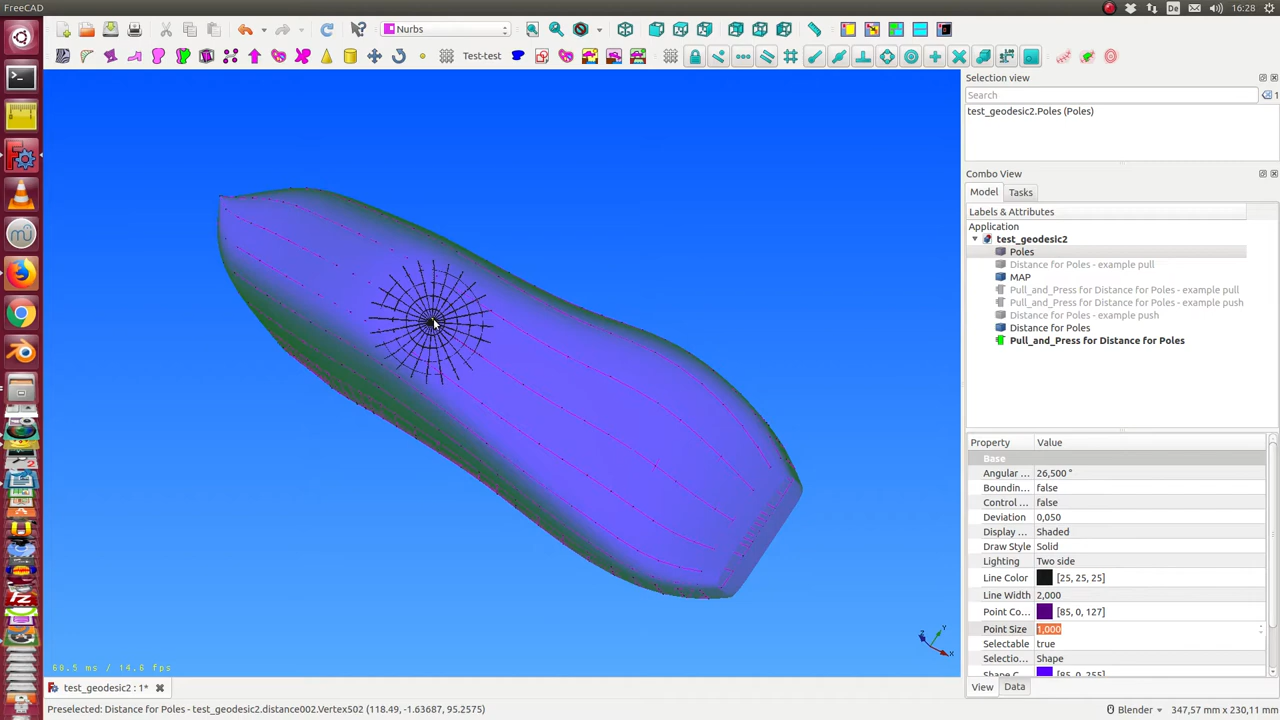 FreeCAD
De
16:28
Nurbs
Test-test
Selection view
Search
1
test_geodesic2.Poles (Poles)
Combo View
Model
Tasks
Labels & Attributes
Application
test_geodesic2
Poles
Distance for Poles - example pull
MAP
Pull_and_Press for Distance for Poles - example pull
Pull_and_Press for Distance for Poles - example push
Distance for Poles - example push
Distance for Poles
Pull_and_Press for Distance for Poles
Property Value
Base
Angular ... 26,500 °
Boundin... false
Control ... false
Deviation 0,050
Display ... Shaded
Draw Style Solid
Lighting Two side
Line Color [25, 25, 25]
Line Width 2,000
Point Co... [85, 0, 127]
Point Size 1,000
Selectable true
Selectio... Shape
Shape C... [85, 0, 255]
View Data
60.5 ms / 14.6 fps
Z Y X
test_geodesic2 : 1*
Preselected: Distance for Poles - test_geodesic2.distance002.Vertex502 (118.49, -1.63687, 95.2575)
Blender
347,57 mm x 230,11 mm